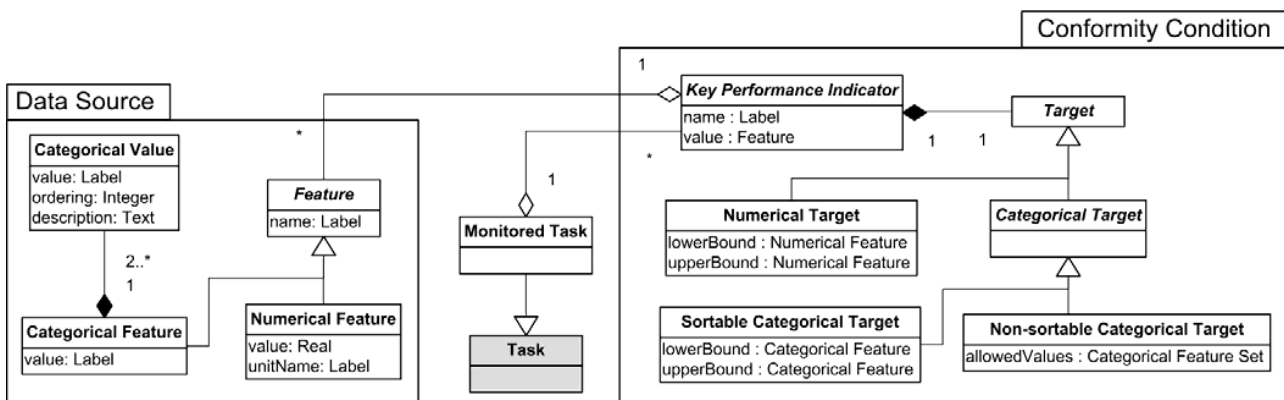 Conformity Condition
Data Source
1
Key Performance Indicator
name : Label
value : Feature
Target
1
1
*
*
Categorical Value
value: Label
ordering: Integer
description: Text
Feature
name: Label
1
Monitored Task
Numerical Target
lowerBound : Numerical Feature
upperBound : Numerical Feature
Categorical Target
2..*
1
Categorical Feature
value: Label
Numerical Feature
value: Real
unitName: Label
Task
Sortable Categorical Target
lowerBound : Categorical Feature
upperBound : Categorical Feature
Non-sortable Categorical Target
allowedValues : Categorical Feature Set